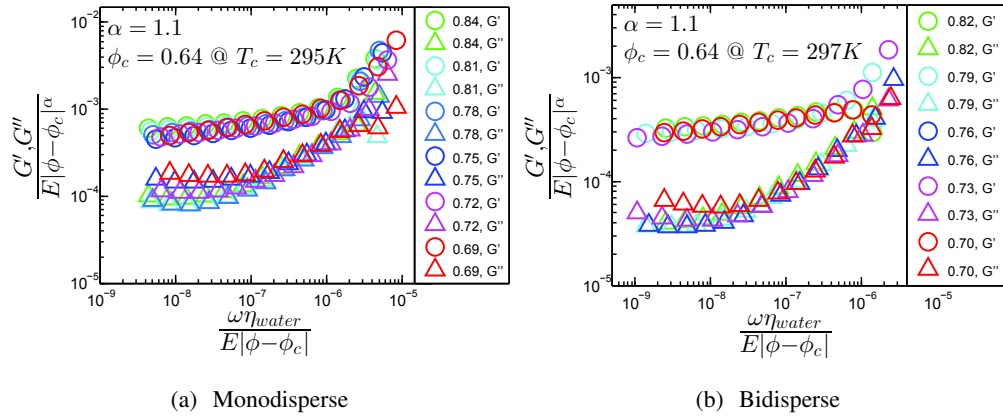 α = 1.1
ϕc = 0.64 @ Tc = 295K
G′,G″
E|ϕ−ϕc|^α
10^-2
10^-3
10^-4
10^-5
10^-9 10^-8 10^-7 10^-6 10^-5
ωη_water
E|ϕ−ϕc|
0.84, G'
0.84, G''
0.81, G'
0.81, G''
0.78, G'
0.78, G''
0.75, G'
0.75, G''
0.72, G'
0.72, G''
0.69, G'
0.69, G''
(a) Monodisperse
α = 1.1
ϕc = 0.64 @ Tc = 297K
G′,G″
E|ϕ−ϕc|^α
10^-3
10^-4
10^-5
10^-9 10^-8 10^-7 10^-6 10^-5
ωη_water
E|ϕ−ϕc|
0.82, G'
0.82, G''
0.79, G'
0.79, G''
0.76, G'
0.76, G''
0.73, G'
0.73, G''
0.70, G'
0.70, G''
(b) Bidisperse